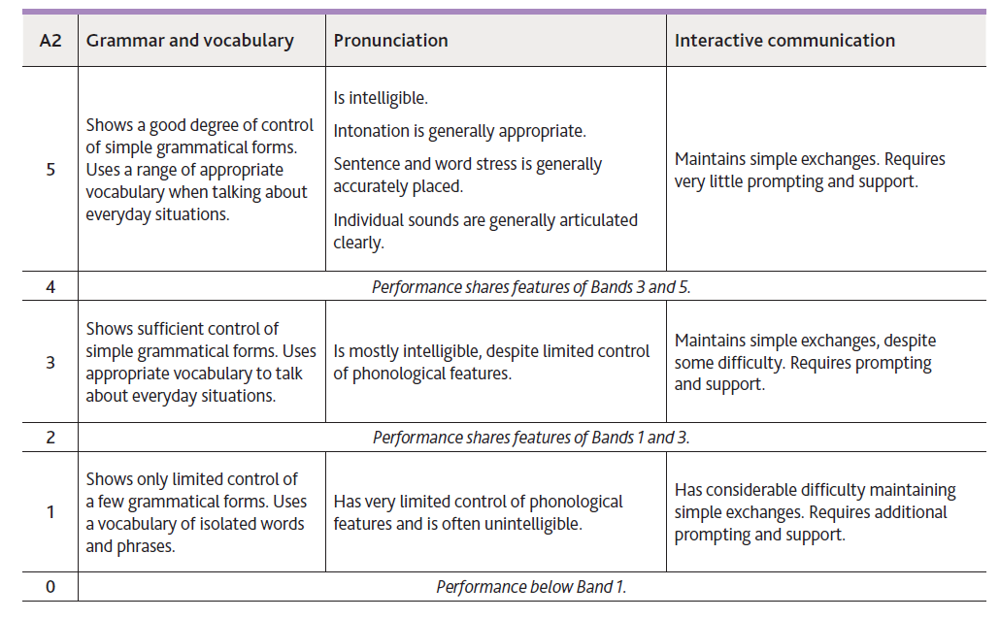 A2 Grammar and vocabulary Pronunciation Interactive communication
5
Shows a good degree of control
of simple grammatical forms.
Uses a range of appropriate
vocabulary when talking about
everyday situations.
Is intelligible.
Intonation is generally appropriate.
Sentence and word stress is generally
accurately placed.
Individual sounds are generally articulated
clearly.
Maintains simple exchanges. Requires
very little prompting and support.
4 Performance shares features of Bands 3 and 5.
3
Shows sufficient control of
simple grammatical forms. Uses
appropriate vocabulary to talk
about everyday situations.
Is mostly intelligible, despite limited control
of phonological features.
Maintains simple exchanges, despite
some difficulty. Requires prompting
and support.
2 Performance shares features of Bands 1 and 3.
1
Shows only limited control of
a few grammatical forms. Uses
a vocabulary of isolated words
and phrases.
Has very limited control of phonological
features and is often unintelligible.
Has considerable difficulty maintaining
simple exchanges. Requires additional
prompting and support.
0 Performance below Band 1.